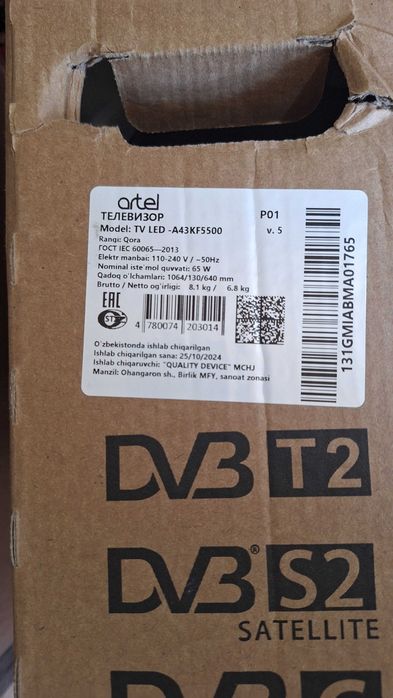 artel
ТЕЛЕВИЗОР
P01
Model: TV LED -A43KF5500
v. 5
Rangi: Qora
ГОСТ IEC 60065—2013
Elektr manbai: 110-240 V / ~50Hz
Nominal iste'mol quvvati: 65 W
Qadoq o'lchamlari: 1064/130/640 mm
Brutto / Netto og'irligi: 8.1 kg / 6.8 kg
EAC
ST
4 780074 203014
O'zbekistonda ishlab chiqarilgan
Ishlab chiqarilgan sana: 25/10/2024
Ishlab chiqaruvchi: "QUALITY DEVICE" MCHJ
Manzil: Ohangaron sh., Birlik MFY, sanoat zonasi
131GMIABMA01765
DVB T2
DVB® S2
SATELLITE